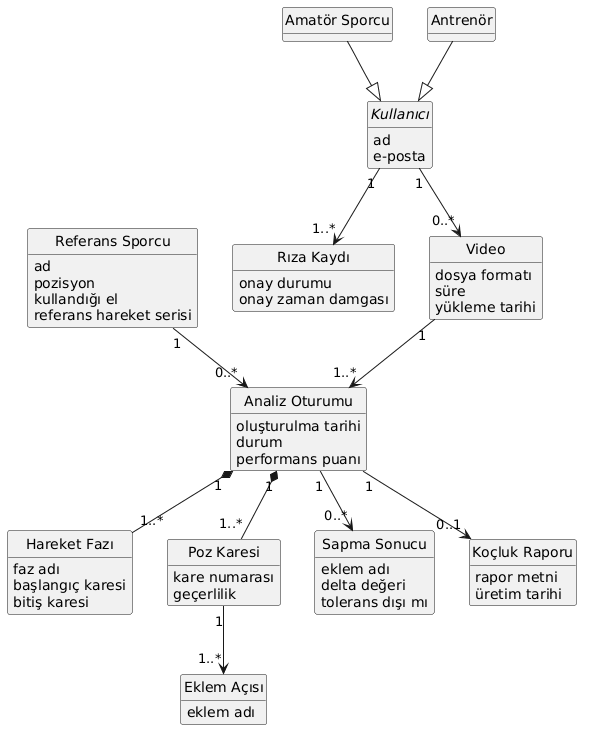 Amatör Sporcu
Antrenör
Kullanıcı
ad
e-posta
1
1
1..*
0..*
Referans Sporcu
ad
pozisyon
kullandığı el
referans hareket serisi
Rıza Kaydı
onay durumu
onay zaman damgası
Video
dosya formatı
süre
yükleme tarihi
1
1
0..*
1..*
Analiz Oturumu
oluşturulma tarihi
durum
performans puanı
1
1
1
1
1..*
1..*
0..*
0..1
Hareket Fazı
faz adı
başlangıç karesi
bitiş karesi
Poz Karesi
kare numarası
geçerlilik
Sapma Sonucu
eklem adı
delta değeri
tolerans dışı mı
Koçluk Raporu
rapor metni
üretim tarihi
1
1..*
Eklem Açısı
eklem adı